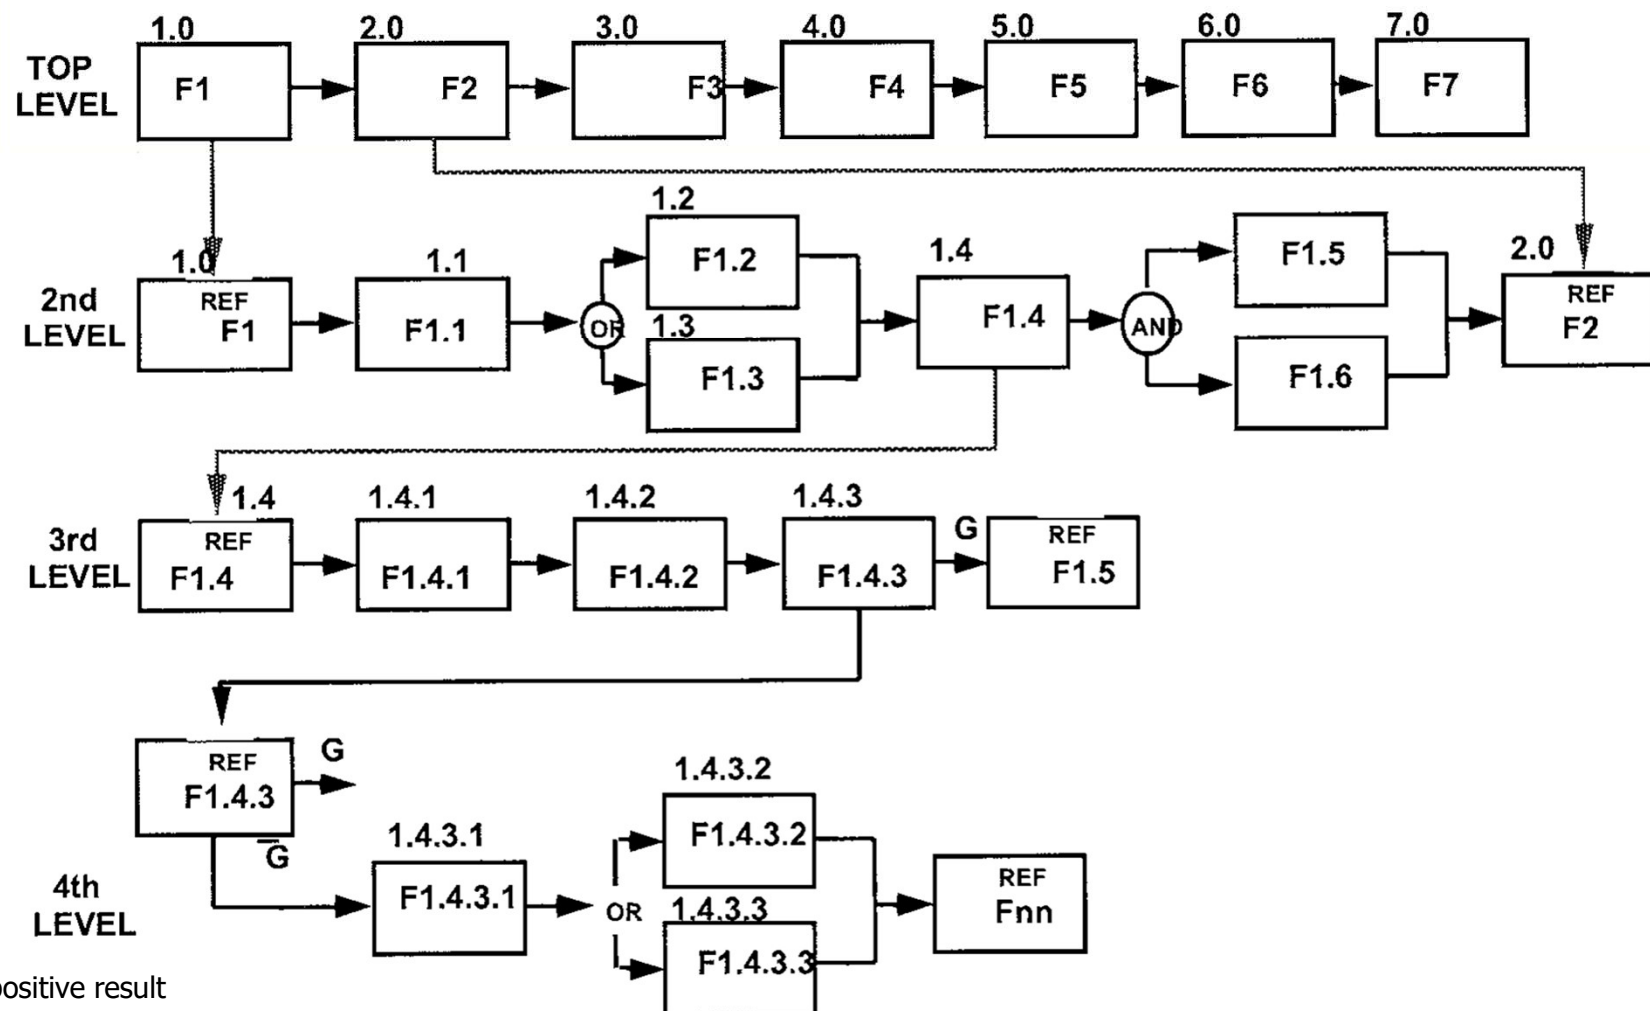 1.0 2.0 3.0 4.0 5.0 6.0 7.0
TOP LEVEL
F1 F2 F3 F4 F5 F6 F7
1.2
F1.2 F1.5
1.0 1.1 1.4 2.0
2nd LEVEL
REF F1
F1.1
OR
1.3
F1.3
F1.4
AND
F1.6
REF F2
1.4 1.4.1 1.4.2 1.4.3
3rd LEVEL
REF F1.4
F1.4.1
F1.4.2
F1.4.3
G
REF F1.5
REF F1.4.3
G
G̅
1.4.3.1
F1.4.3.1
4th LEVEL
OR
1.4.3.2
F1.4.3.2
1.4.3.3
F1.4.3.3
REF Fnn
positive result